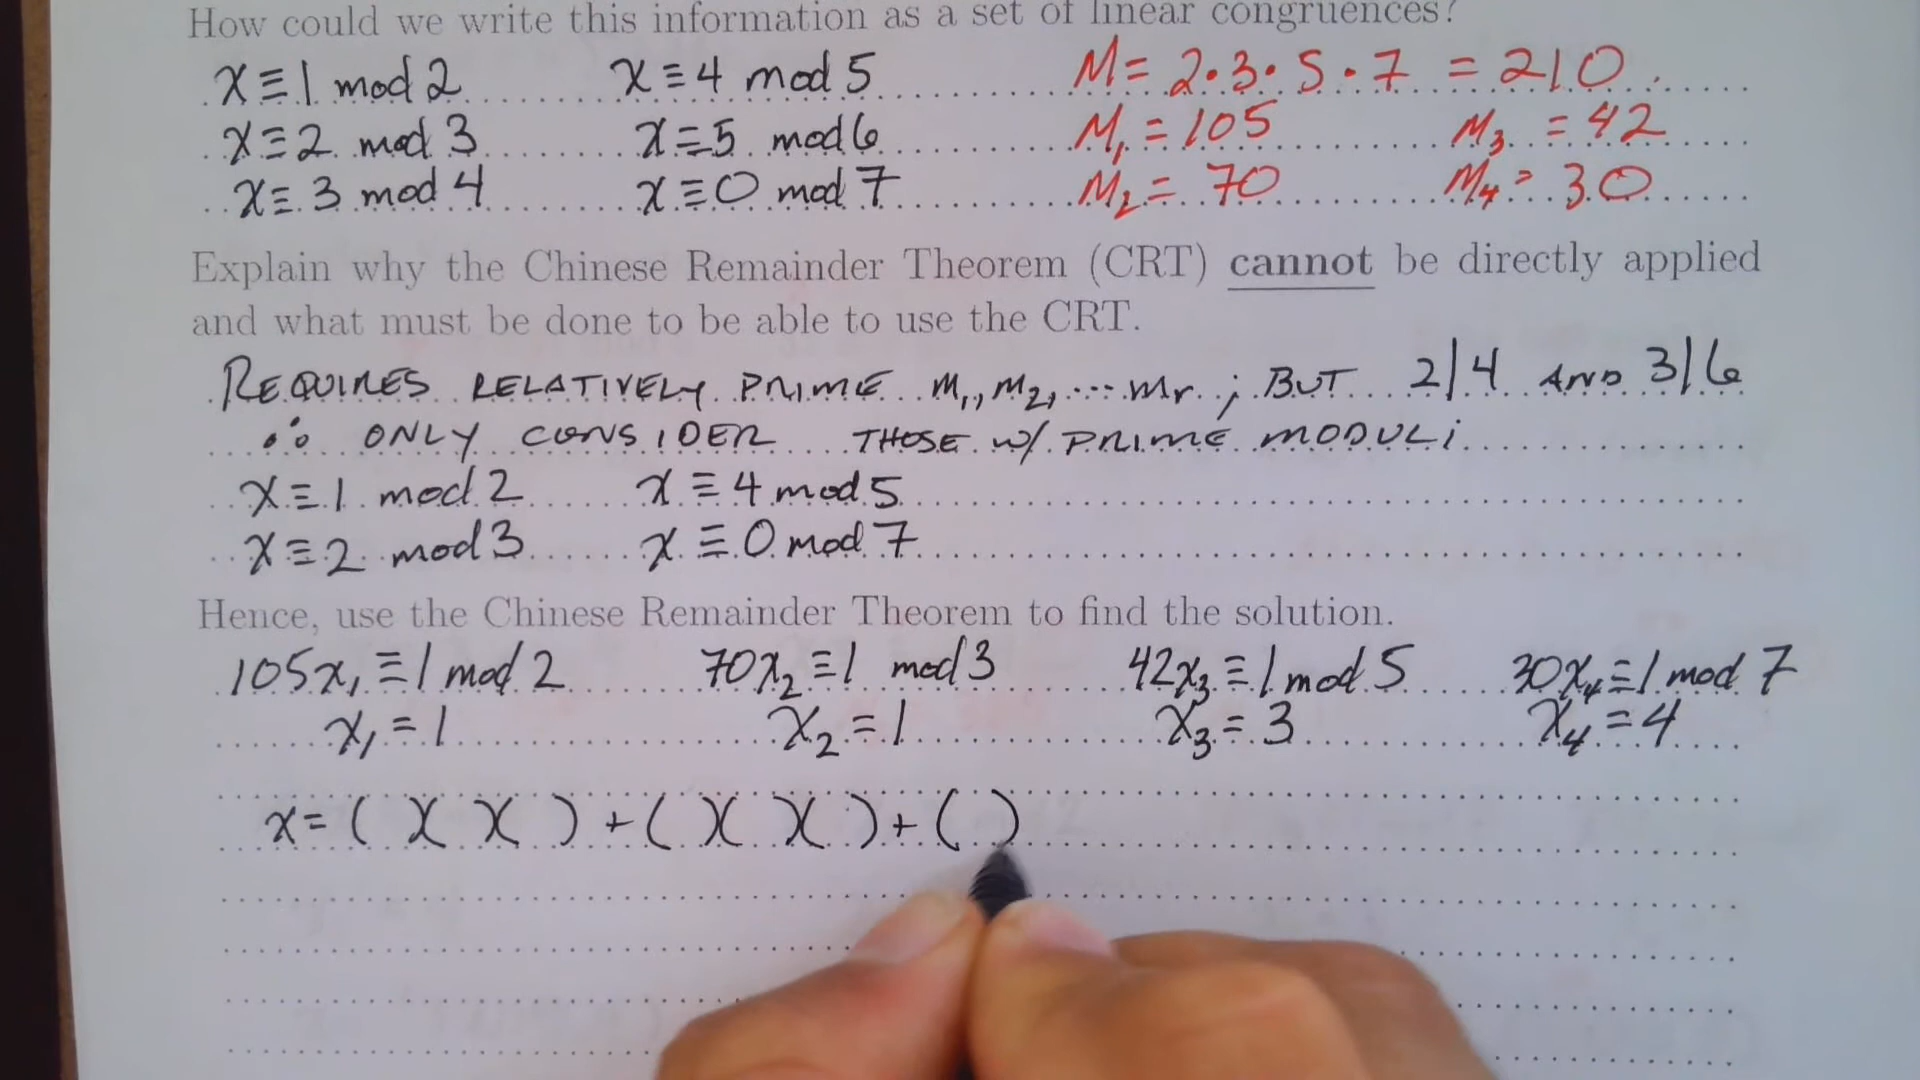 How could we write this information as a set of linear congruences?
x ≡ 1 mod 2 x ≡ 4 mod 5 M = 2·3·5·7 = 210
x ≡ 2 mod 3 x ≡ 5 mod 6 M₁ = 105 M₃ = 42
x ≡ 3 mod 4 x ≡ 0 mod 7 M₂ = 70 M₄ = 30
Explain why the Chinese Remainder Theorem (CRT) cannot be directly applied
and what must be done to be able to use the CRT.
REQUIRES RELATIVELY PRIME m₁, m₂, ... mr ; BUT 2|4 AND 3|6
∴ ONLY CONSIDER THOSE w/ PRIME MODULi
x ≡ 1 mod 2 x ≡ 4 mod 5
x ≡ 2 mod 3 x ≡ 0 mod 7
Hence, use the Chinese Remainder Theorem to find the solution.
105x₁ ≡ 1 mod 2 70x₂ ≡ 1 mod 3 42x₃ ≡ 1 mod 5 30x₄ ≡ 1 mod 7
x₁ = 1 x₂ = 1 x₃ = 3 x₄ = 4
x = ( )( )( ) + ( )( )( ) + ( )